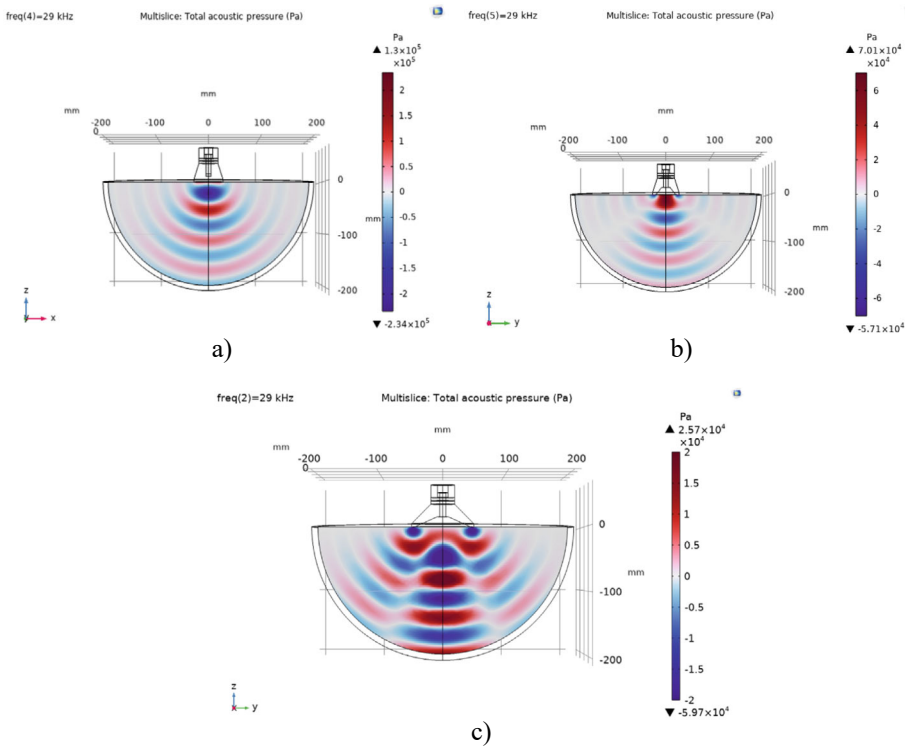 freq(4)=29 kHz Multislice: Total acoustic pressure (Pa)
Pa
▲ 1.3×10⁵
×10⁵
mm
mm
-200 -100 0 100 200
0
2
1.5
1
0.5
0
-0.5
-1
-1.5
-2
0
mm
-100
-200
z
y x
▼ -2.34×10⁵
a)
freq(5)=29 kHz Multislice: Total acoustic pressure (Pa)
Pa
▲ 7.01×10⁴
×10⁴
mm
mm
-200 -100 0 100 200
0
6
4
2
0
-2
-4
-6
0
-100
mm
-200
z
y
▼ -5.71×10⁴
b)
freq(2)=29 kHz Multislice: Total acoustic pressure (Pa)
Pa
▲ 2.57×10⁴
×10⁴
mm
mm
-200 -100 0 100 200
0
2
1.5
1
0.5
0
-0.5
-1
-1.5
-2
0
mm
-100
-200
z
x y
▼ -5.97×10⁴
c)